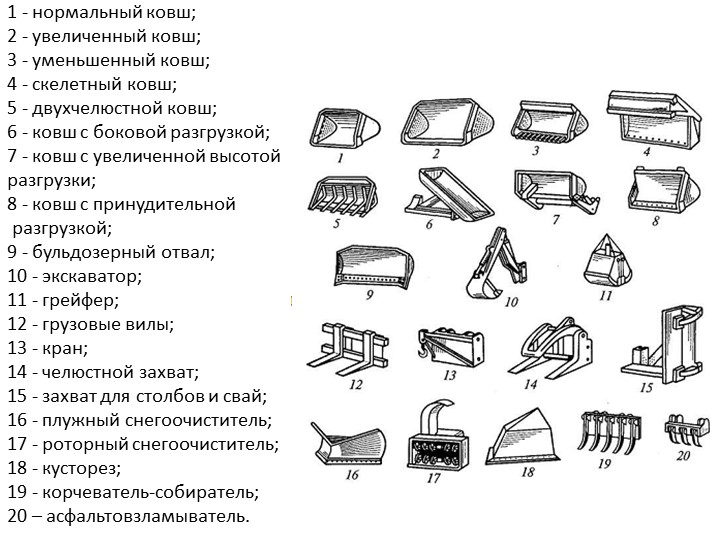 1 - нормальный ковш;
2 - увеличенный ковш;
3 - уменьшенный ковш;
4 - скелетный ковш;
5 - двухчелюстной ковш;
6 - ковш с боковой разгрузкой;
7 - ковш с увеличенной высотой
разгрузки;
8 - ковш с принудительной
разгрузкой;
9 - бульдозерный отвал;
10 - экскаватор;
11 - грейфер;
12 - грузовые вилы;
13 - кран;
14 - челюстной захват;
15 - захват для столбов и свай;
16 - плужный снегоочиститель;
17 - роторный снегоочиститель;
18 - кусторез;
19 - корчеватель-собиратель;
20 – асфальтовзламыватель.
1 2 3 4
5 6 7 8
9 10 11
12 13 14 15
16 17 18 19 20